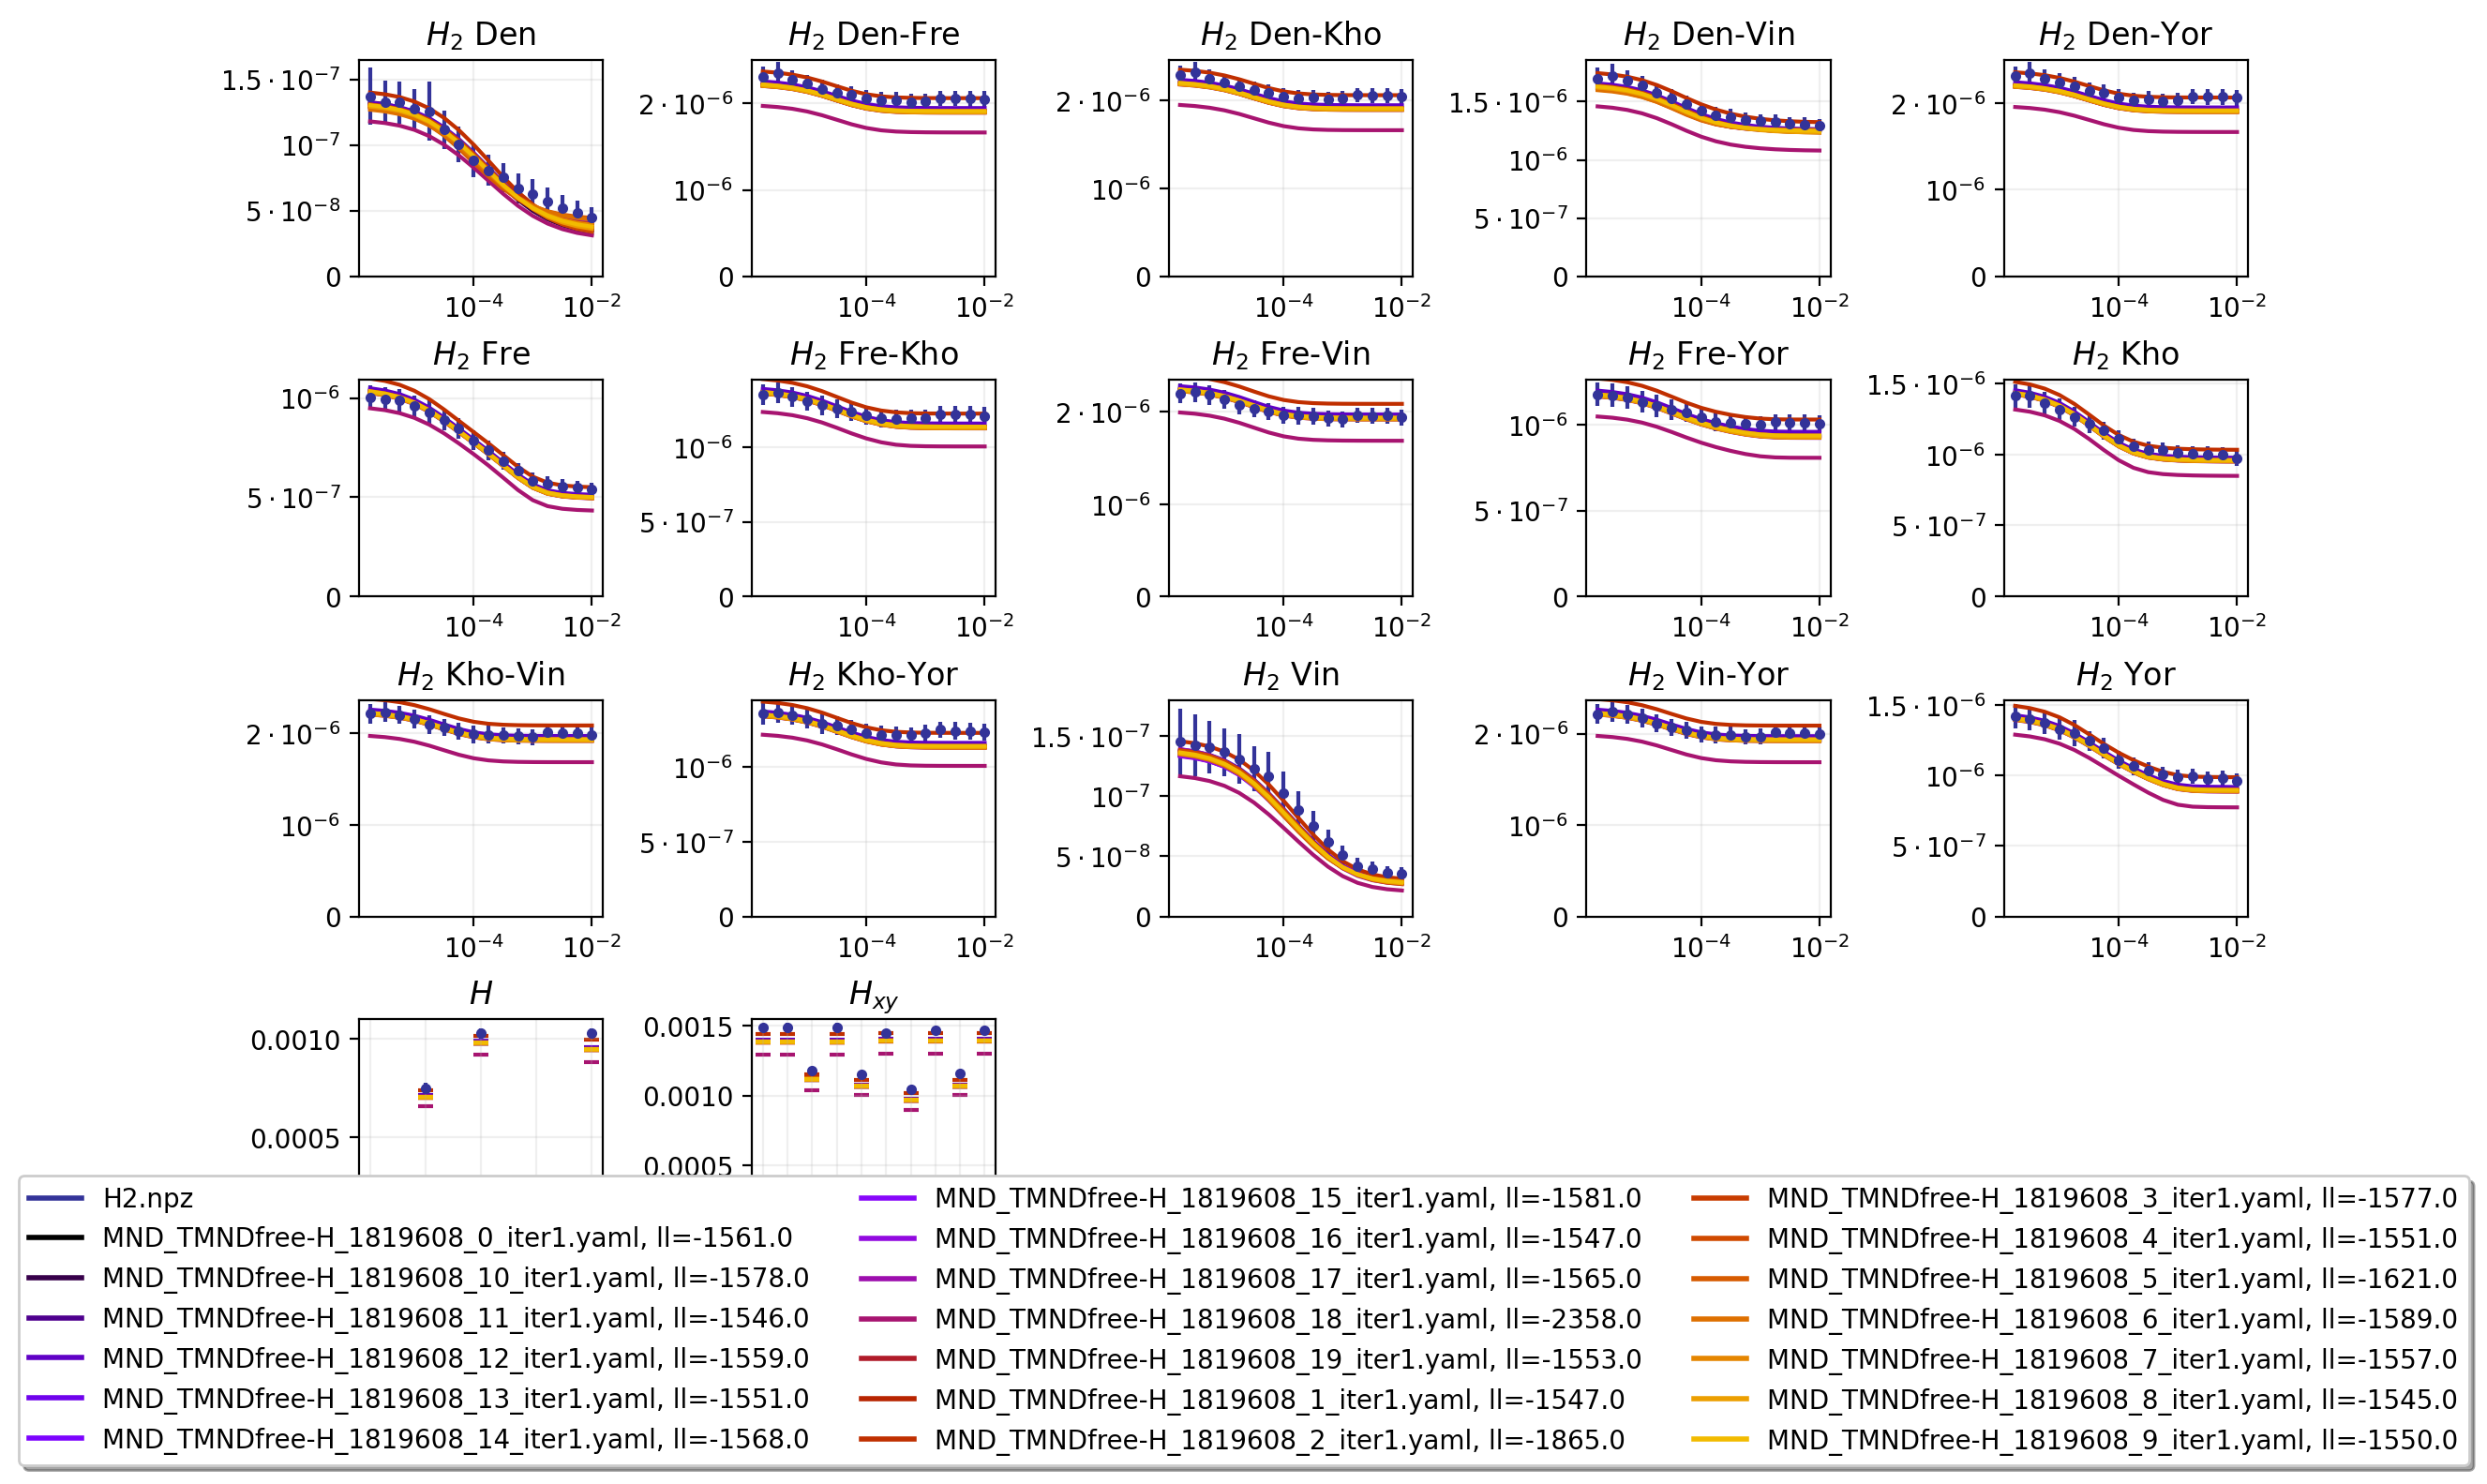 H₂ Den H₂ Den-Fre H₂ Den-Kho H₂ Den-Vin H₂ Den-Yor
1.5·10⁻⁷ 10⁻⁷ 5·10⁻⁸ 0 10⁻⁴ 10⁻²
2·10⁻⁶ 10⁻⁶ 0 10⁻⁴ 10⁻²
2·10⁻⁶ 10⁻⁶ 0 10⁻⁴ 10⁻²
1.5·10⁻⁶ 10⁻⁶ 5·10⁻⁷ 0 10⁻⁴ 10⁻²
2·10⁻⁶ 10⁻⁶ 0 10⁻⁴ 10⁻²
H₂ Fre H₂ Fre-Kho H₂ Fre-Vin H₂ Fre-Yor H₂ Kho
10⁻⁶ 5·10⁻⁷ 0 10⁻⁴ 10⁻²
10⁻⁶ 5·10⁻⁷ 0 10⁻⁴ 10⁻²
2·10⁻⁶ 10⁻⁶ 0 10⁻⁴ 10⁻²
10⁻⁶ 5·10⁻⁷ 0 10⁻⁴ 10⁻²
1.5·10⁻⁶ 10⁻⁶ 5·10⁻⁷ 0 10⁻⁴ 10⁻²
H₂ Kho-Vin H₂ Kho-Yor H₂ Vin H₂ Vin-Yor H₂ Yor
2·10⁻⁶ 10⁻⁶ 0 10⁻⁴ 10⁻²
10⁻⁶ 5·10⁻⁷ 0 10⁻⁴ 10⁻²
1.5·10⁻⁷ 10⁻⁷ 5·10⁻⁸ 0 10⁻⁴ 10⁻²
2·10⁻⁶ 10⁻⁶ 0 10⁻⁴ 10⁻²
1.5·10⁻⁶ 10⁻⁶ 5·10⁻⁷ 0 10⁻⁴ 10⁻²
H Hxy
0.0010 0.0005
0.0015 0.0010 0.0005
H2.npz
MND_TMNDfree-H_1819608_0_iter1.yaml, ll=-1561.0
MND_TMNDfree-H_1819608_10_iter1.yaml, ll=-1578.0
MND_TMNDfree-H_1819608_11_iter1.yaml, ll=-1546.0
MND_TMNDfree-H_1819608_12_iter1.yaml, ll=-1559.0
MND_TMNDfree-H_1819608_13_iter1.yaml, ll=-1551.0
MND_TMNDfree-H_1819608_14_iter1.yaml, ll=-1568.0
MND_TMNDfree-H_1819608_15_iter1.yaml, ll=-1581.0
MND_TMNDfree-H_1819608_16_iter1.yaml, ll=-1547.0
MND_TMNDfree-H_1819608_17_iter1.yaml, ll=-1565.0
MND_TMNDfree-H_1819608_18_iter1.yaml, ll=-2358.0
MND_TMNDfree-H_1819608_19_iter1.yaml, ll=-1553.0
MND_TMNDfree-H_1819608_1_iter1.yaml, ll=-1547.0
MND_TMNDfree-H_1819608_2_iter1.yaml, ll=-1865.0
MND_TMNDfree-H_1819608_3_iter1.yaml, ll=-1577.0
MND_TMNDfree-H_1819608_4_iter1.yaml, ll=-1551.0
MND_TMNDfree-H_1819608_5_iter1.yaml, ll=-1621.0
MND_TMNDfree-H_1819608_6_iter1.yaml, ll=-1589.0
MND_TMNDfree-H_1819608_7_iter1.yaml, ll=-1557.0
MND_TMNDfree-H_1819608_8_iter1.yaml, ll=-1545.0
MND_TMNDfree-H_1819608_9_iter1.yaml, ll=-1550.0